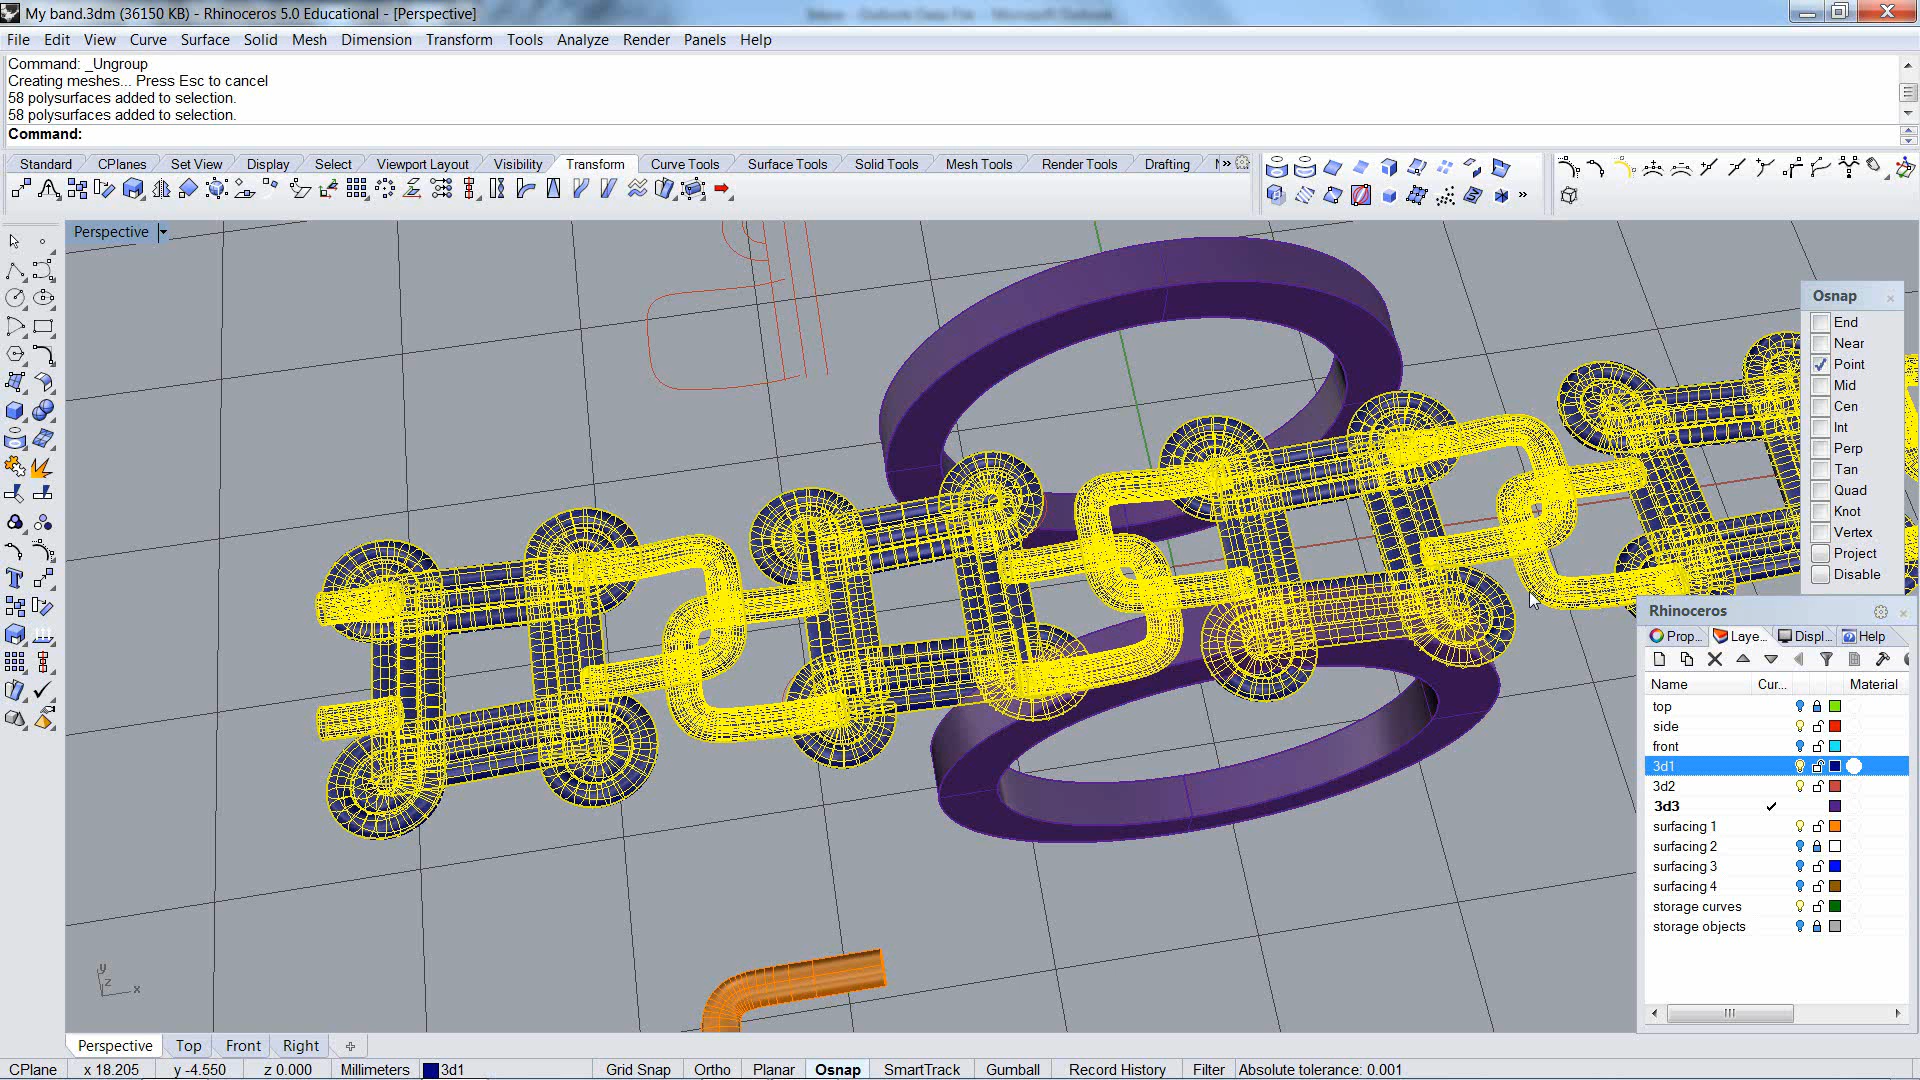 My band.3dm (36150 KB) - Rhinoceros 5.0 Educational - [Perspective]
File Edit View Curve Surface Solid Mesh Dimension Transform Tools Analyze Render Panels Help
Command: _Ungroup
Creating meshes... Press Esc to cancel
58 polysurfaces added to selection.
58 polysurfaces added to selection.
Command:
Standard CPlanes Set View Display Select Viewport Layout Visibility Transform Curve Tools Surface Tools Solid Tools Mesh Tools Render Tools Drafting
Perspective
Osnap
End
Near
Point
Mid
Cen
Int
Perp
Tan
Quad
Knot
Vertex
Project
Disable
Rhinoceros
Prop... Laye... Displ... Help
Name Cur... Material
top
side
front
3d1
3d2
3d3
surfacing 1
surfacing 2
surfacing 3
surfacing 4
storage curves
storage objects
y
z
x
Perspective Top Front Right
CPlane x 18.205 y -4.550 z 0.000 Millimeters 3d1 Grid Snap Ortho Planar Osnap SmartTrack Gumball Record History Filter Absolute tolerance: 0.001